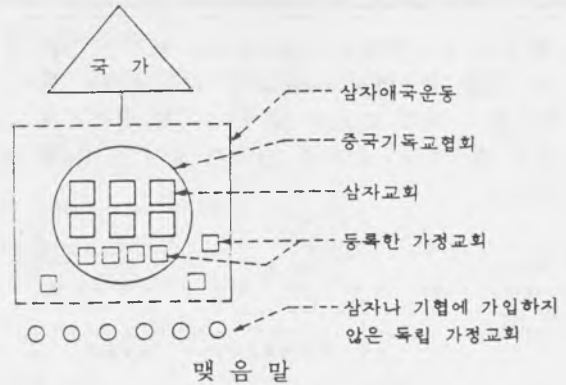 국 가
삼자애국운동
중국기독교협회
삼자교회
등록한 가정교회
삼자나 기협에 가입하지
않은 독립 가정교회
맺 음 말